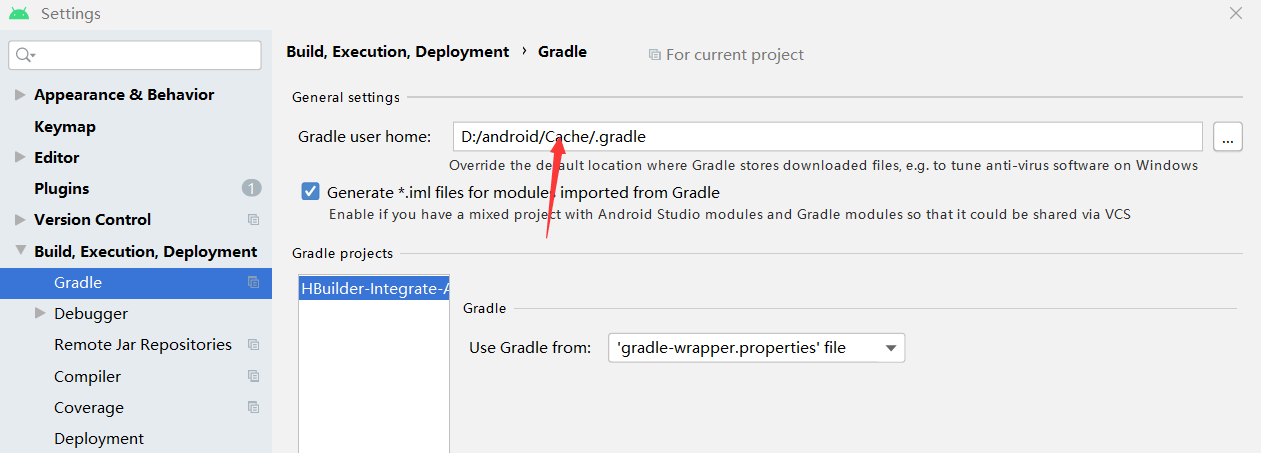 Settings
Appearance & Behavior
Keymap
Editor
Plugins
1
Version Control
Build, Execution, Deployment
Gradle
Debugger
Remote Jar Repositories
Compiler
Coverage
Deployment
Build, Execution, Deployment › Gradle
For current project
General settings
Gradle user home:
D:/android/Cache/.gradle
...
Override the default location where Gradle stores downloaded files, e.g. to tune anti-virus software on Windows
Generate *.iml files for modules imported from Gradle
Enable if you have a mixed project with Android Studio modules and Gradle modules so that it could be shared via VCS
Gradle projects
HBuilder-Integrate-A
Gradle
Use Gradle from:
'gradle-wrapper.properties' file